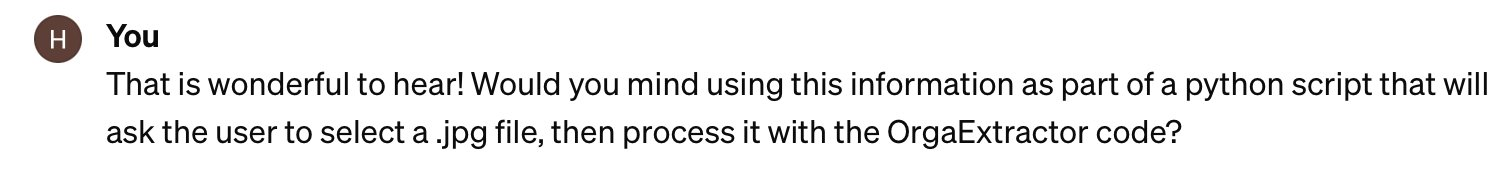 H
You
That is wonderful to hear! Would you mind using this information as part of a python script that will
ask the user to select a .jpg file, then process it with the OrgaExtractor code?